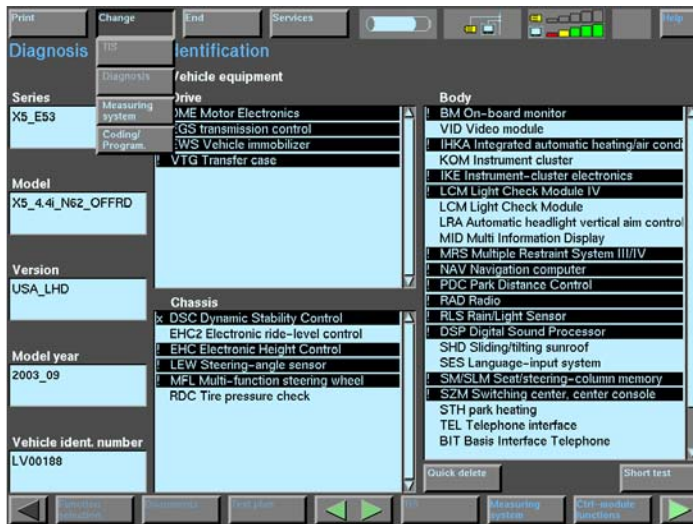 Print
Change
End
Services
Help
Diagnosis
entification
TIS
Diagnosis
Measuring
system
Coding/
Program.
Vehicle equipment
Series
X5_E53
Model
X5_4.4i_N62_OFFRD
Version
USA_LHD
Model year
2003_09
Vehicle ident. number
LV00188
Drive
DME Motor Electronics
EGS transmission control
EWS Vehicle immobilizer
! VTG Transfer case
Chassis
x DSC Dynamic Stability Control
EHC2 Electronic ride-level control
! EHC Electronic Height Control
! LEW Steering-angle sensor
! MFL Multi-function steering wheel
RDC Tire pressure check
Body
! BM On-board monitor
VID Video module
! IHKA Integrated automatic heating/air condi
KOM Instrument cluster
! IKE Instrument-cluster electronics
! LCM Light Check Module IV
LCM Light Check Module
LRA Automatic headlight vertical aim control
MID Multi Information Display
! MRS Multiple Restraint System III/IV
! NAV Navigation computer
! PDC Park Distance Control
! RAD Radio
! RLS Rain/Light Sensor
! DSP Digital Sound Processor
SHD Sliding/tilting sunroof
SES Language-input system
! SM/SLM Seat/steering-column memory
! SZM Switching center, center console
STH park heating
TEL Telephone interface
BIT Basis Interface Telephone
Quick delete
Short test
Function
selection
Documents
Test plan
TIS
Measuring
system
Ctrl-module
functions